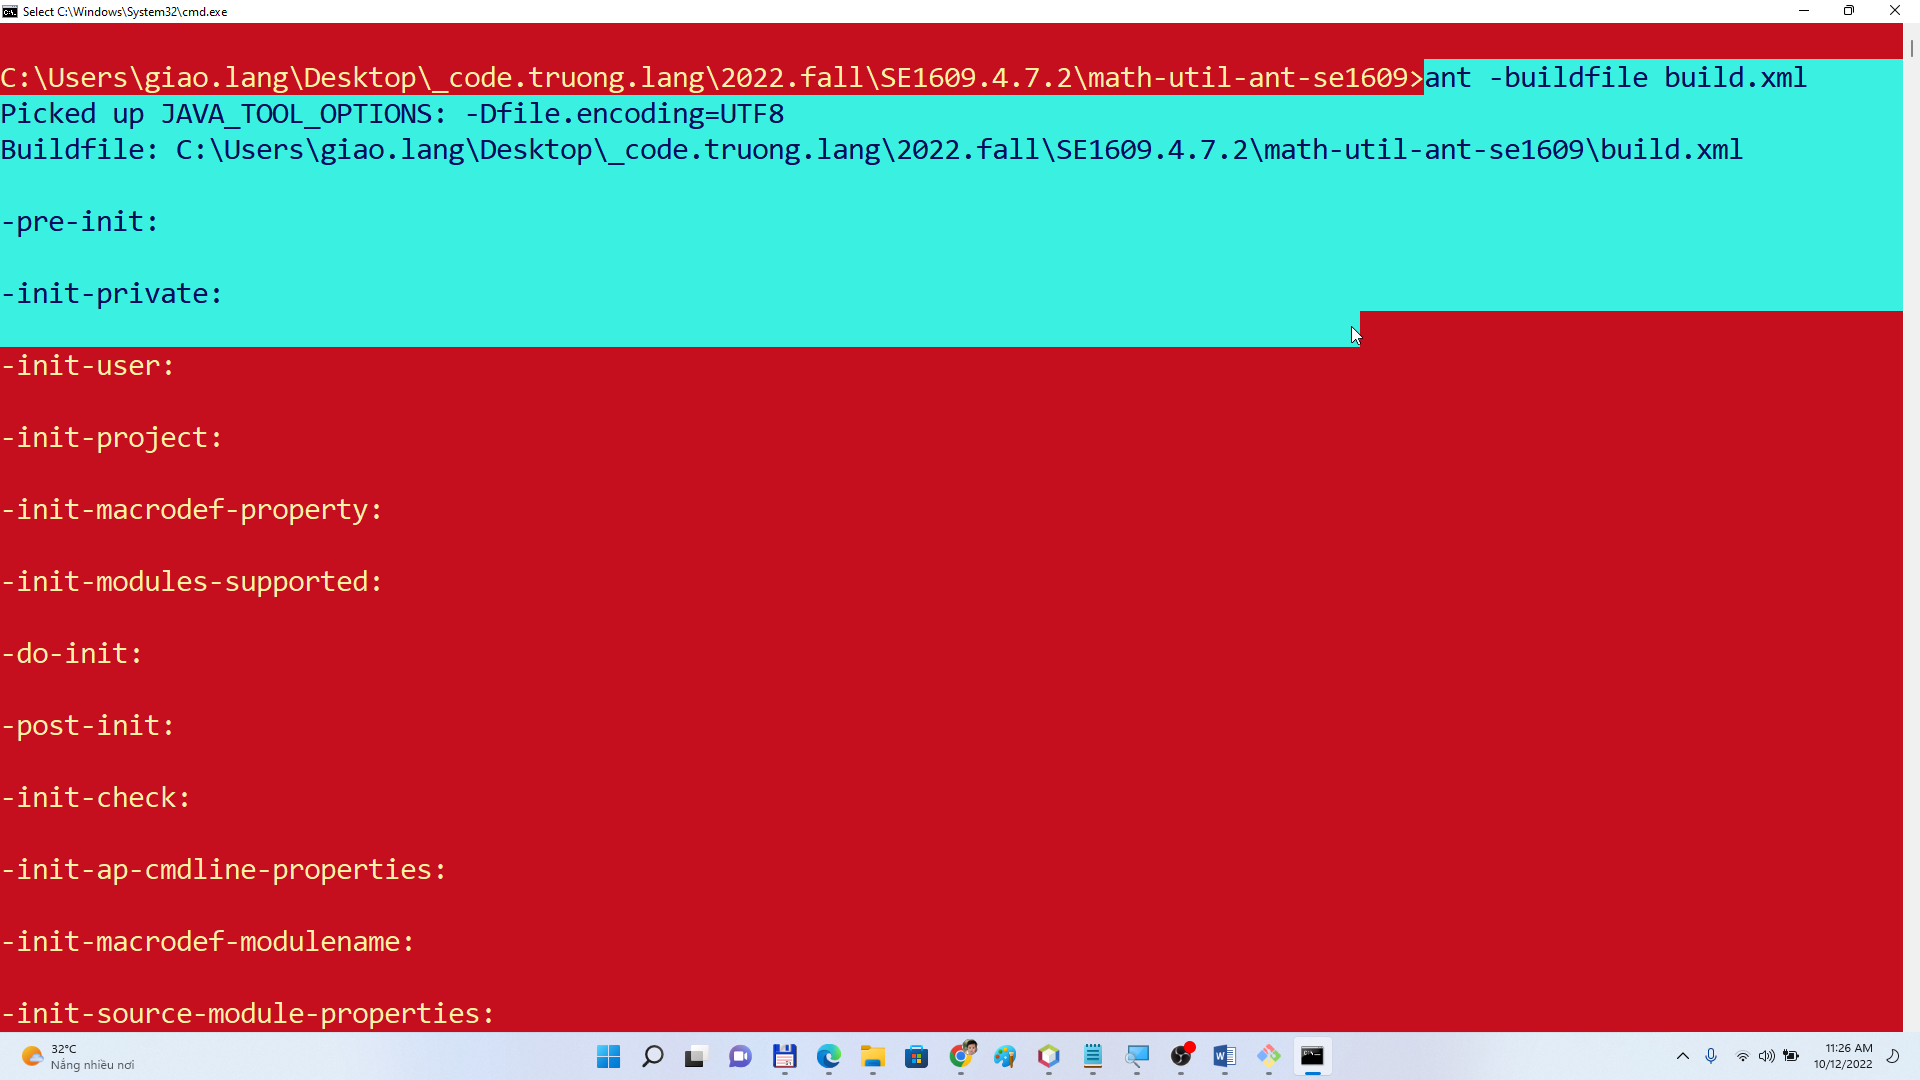 Select C:\Windows\System32\cmd.exe
C:\Users\giao.lang\Desktop\_code.truong.lang\2022.fall\SE1609.4.7.2\math-util-ant-se1609>ant -buildfile build.xml
Picked up JAVA_TOOL_OPTIONS: -Dfile.encoding=UTF8
Buildfile: C:\Users\giao.lang\Desktop\_code.truong.lang\2022.fall\SE1609.4.7.2\math-util-ant-se1609\build.xml
-pre-init:
-init-private:
-init-user:
-init-project:
-init-macrodef-property:
-init-modules-supported:
-do-init:
-post-init:
-init-check:
-init-ap-cmdline-properties:
-init-macrodef-modulename:
-init-source-module-properties:
32°C
Nắng nhiều nơi
11:26 AM
10/12/2022